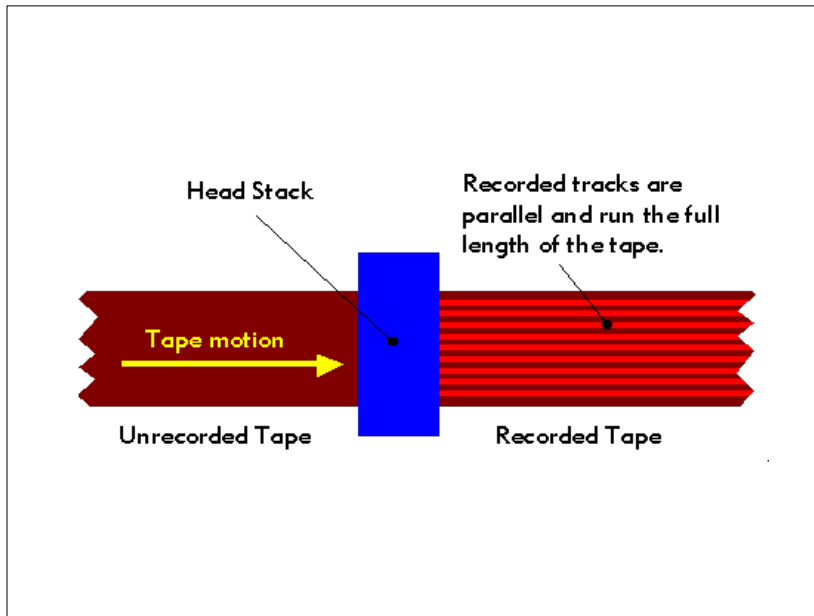 Head Stack
Recorded tracks are
parallel and run the full
length of the tape.
Tape motion
Unrecorded Tape
Recorded Tape